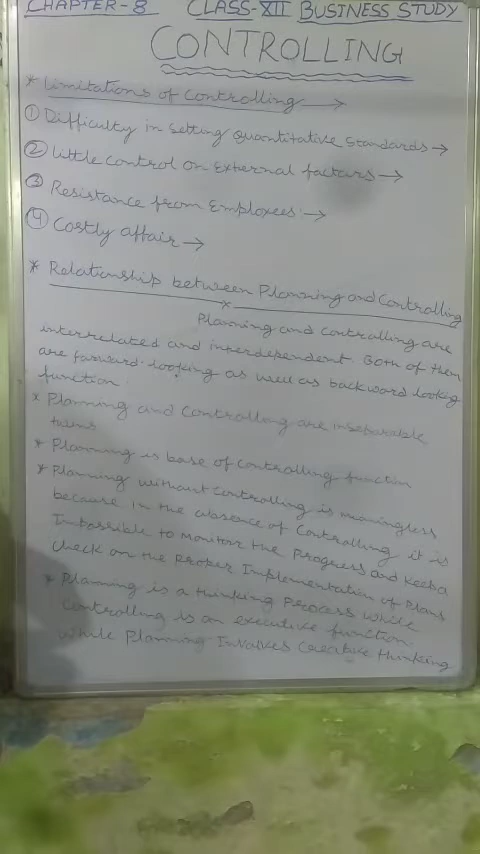 CHAPTER-8 CLASS-XII BUSINESS STUDY
CONTROLLING
* Limitations of Controlling →
① Difficulty in Setting Quantitative Standards →
② Little control on External factors →
③ Resistance from Employees →
④ Costly affair →
* Relationship between Planning and Controlling
Planning and Controlling are
interrelated and interdependent. Both of them
are forward-looking as well as backword looking
function
* Planning and Controlling are inseparable
twins
* Planning is base of controlling function
* Planning without controlling is meaningless
because in the absence of controlling it is
Impossible to monitor the Progress and Keep a
Check on the Proper Implementation of Plans
* Planning is a thinking Process while
Controlling is an executive function.
While Planning Involves Creative thinking